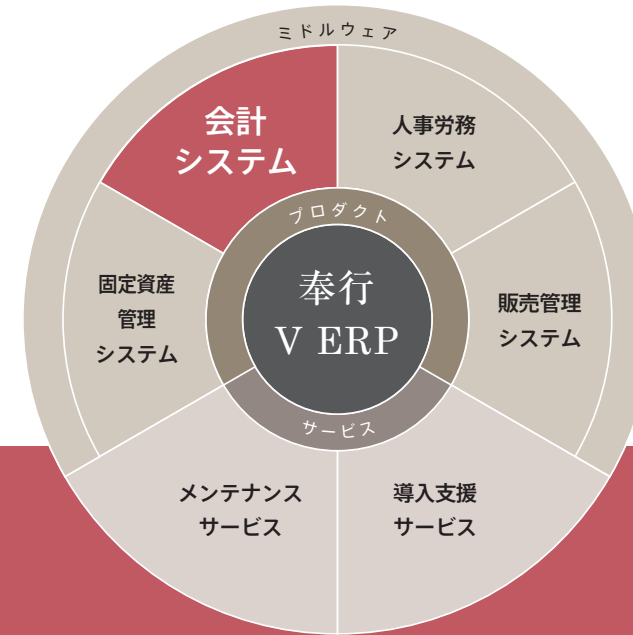 ミドルウェア
会計
システム
人事労務
システム
プロダクト
奉行
V ERP
固定資産
管理
システム
販売管理
システム
サービス
メンテナンス
サービス
導入支援
サービス